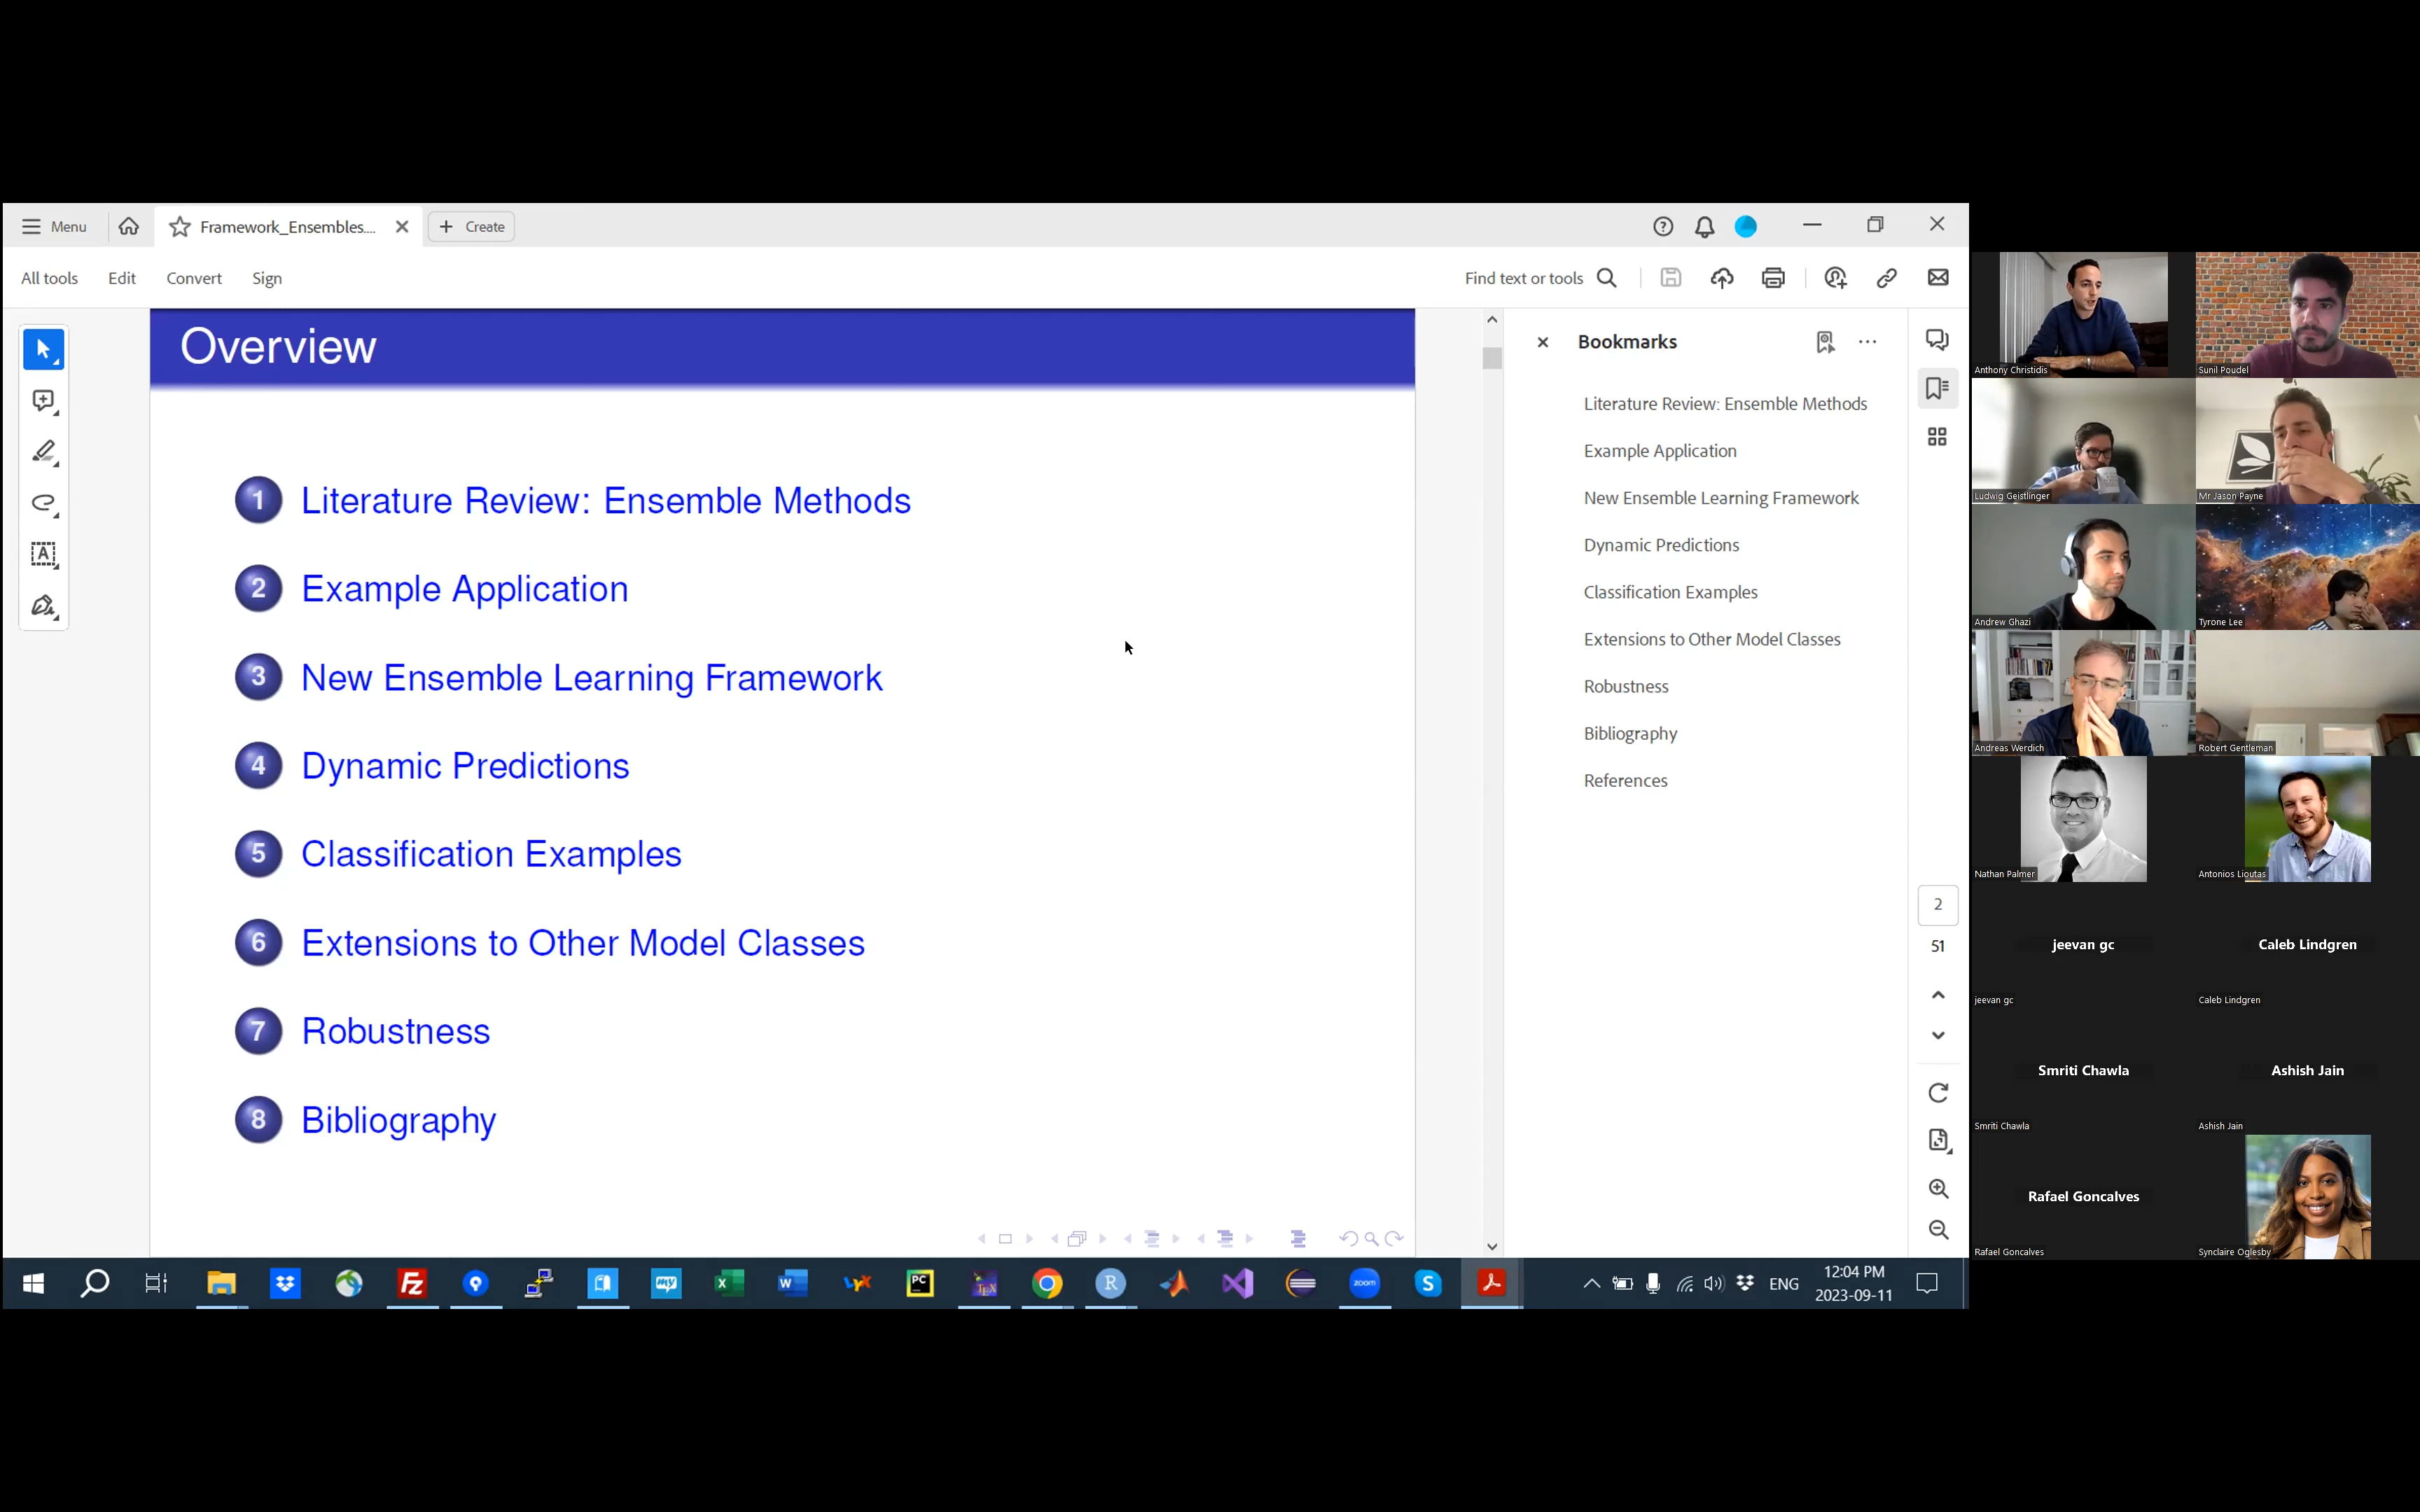 Menu
Framework_Ensembles....
Create
All tools
Edit
Convert
Sign
Find text or tools
Overview
1 Literature Review: Ensemble Methods
2 Example Application
3 New Ensemble Learning Framework
4 Dynamic Predictions
5 Classification Examples
6 Extensions to Other Model Classes
7 Robustness
8 Bibliography
Bookmarks
Literature Review: Ensemble Methods
Example Application
New Ensemble Learning Framework
Dynamic Predictions
Classification Examples
Extensions to Other Model Classes
Robustness
Bibliography
References
2
51
Anthony Christidis
Sunil Poudel
Ludwig Geistlinger
Mr Jason Payne
Andrew Ghazi
Tyrone Lee
Andreas Werdich
Robert Gentleman
Nathan Palmer
Antonios Lioutas
jeevan gc
Caleb Lindgren
jeevan gc
Caleb Lindgren
Smriti Chawla
Ashish Jain
Smriti Chawla
Ashish Jain
Rafael Goncalves
Rafael Goncalves
Synclaire Oglesby
ENG
12:04 PM
2023-09-11